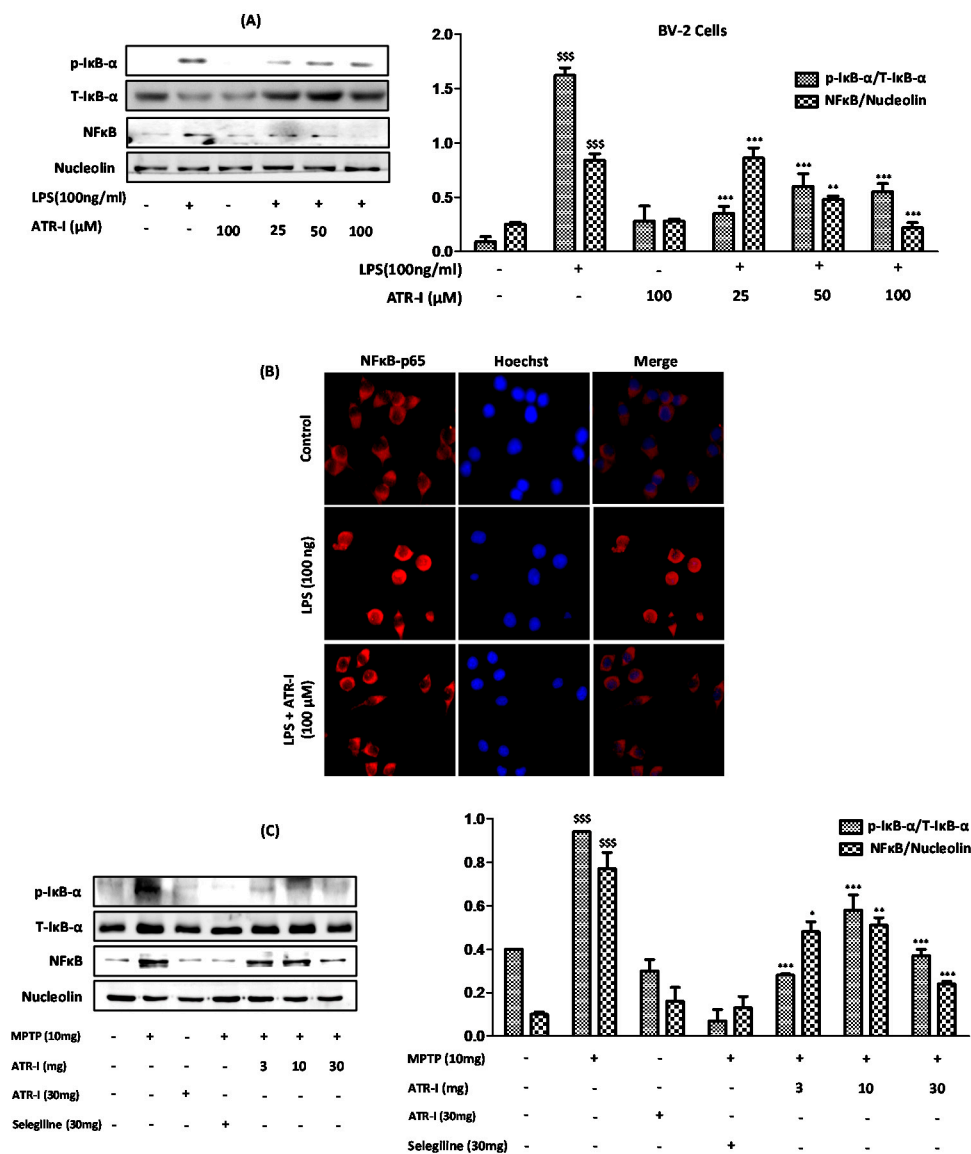 (A)
p-IκB-α
T-IκB-α
NFκB
Nucleolin
LPS(100ng/ml) - + - + + +
ATR-I (μM) - - 100 25 50 100
BV-2 Cells
2.0
1.5
1.0
0.5
0.0
$$$
$$$
***
***
**
***
***
p-IκB-α/T-IκB-α
NFκB/Nucleolin
LPS(100ng/ml) - + - + + +
ATR-I (μM) - - 100 25 50 100
(B)
NFκB-p65 Hoechst Merge
Control
LPS (100 ng)
LPS + ATR-I
(100 μM)
(C)
p-IκB-α
T-IκB-α
NFκB
Nucleolin
MPTP (10mg) - + - + + + +
ATR-I (mg) - - - - 3 10 30
ATR-I (30mg) - - + - - - -
Selegiline (30mg) - - - + - - -
1.0
0.8
0.6
0.4
0.2
0.0
$$$
$$$
***
*
***
**
***
***
p-IκB-α/T-IκB-α
NFκB/Nucleolin
MPTP (10mg) - + - + + + +
ATR-I (mg) - - - - 3 10 30
ATR-I (30mg) - - + - - - -
Selegiline (30mg) - - - + - - -